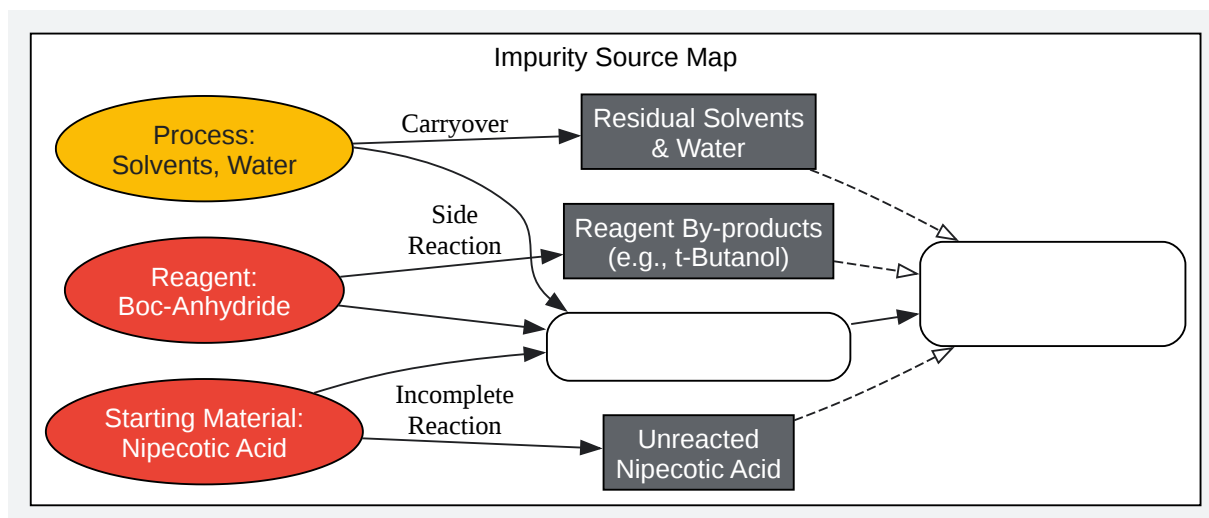 Impurity Source Map
Process:
Solvents, Water
Carryover
Residual Solvents
& Water
Side
Reaction
Reagent By-products
(e.g., t-Butanol)
Reagent:
Boc-Anhydride
Starting Material:
Nipecotic Acid
Incomplete
Reaction
Unreacted
Nipecotic Acid